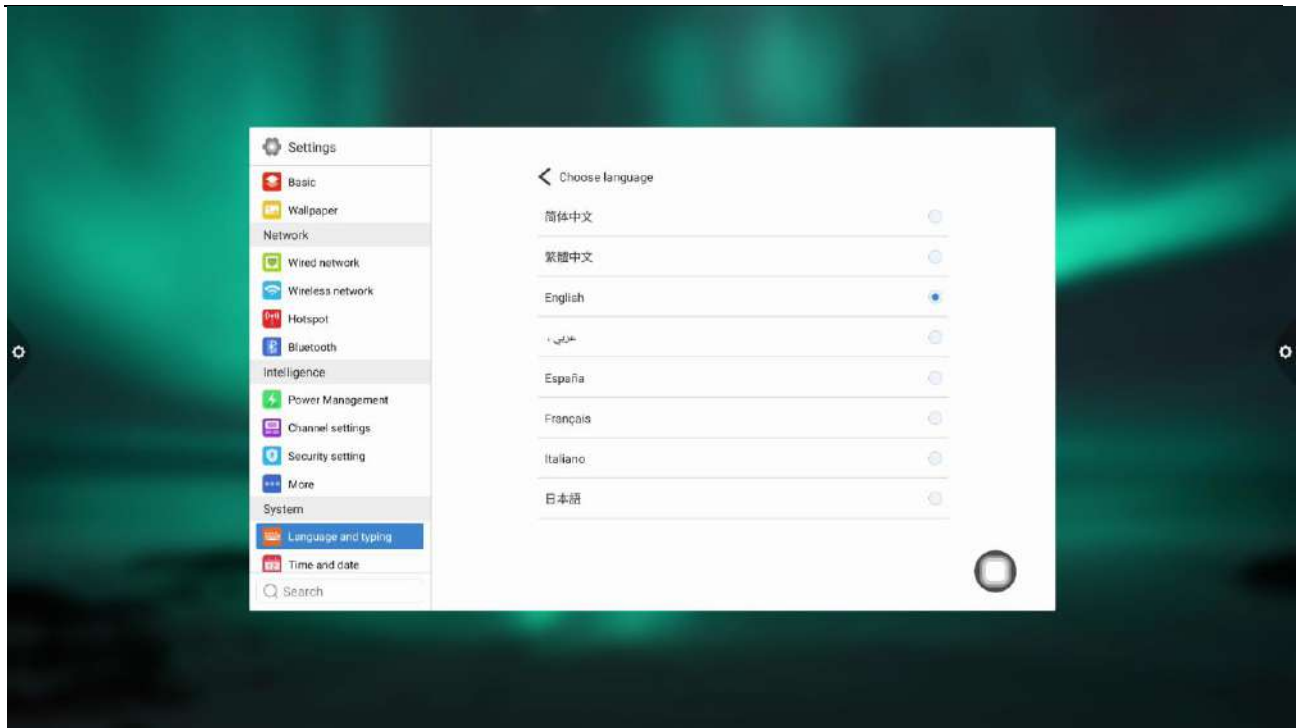 Settings
Basic
Wallpaper
Network
Wired network
Wireless network
Hotspot
Bluetooth
Intelligence
Power Management
Channel settings
Security setting
More
System
Language and typing
Time and date
Search
Choose language
简体中文
繁體中文
English
عربي ،
España
Français
Italiano
日本語